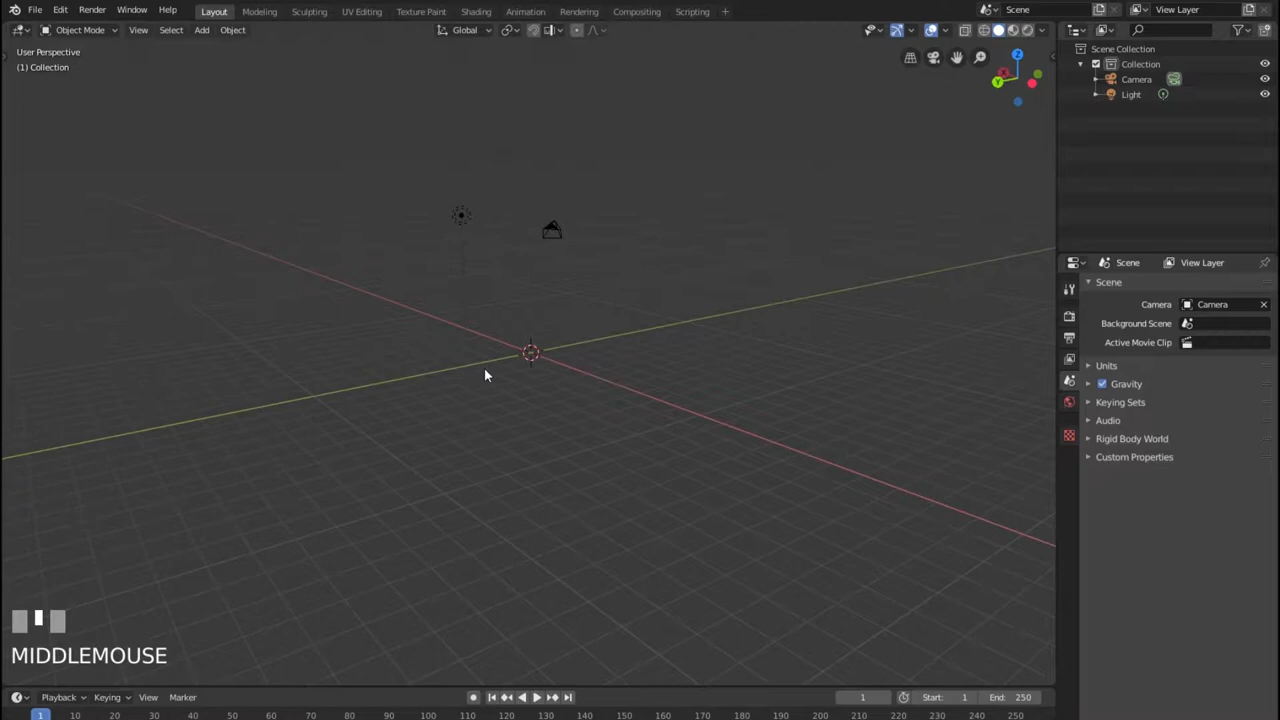 File Edit Render Window Help Layout Modeling Sculpting UV Editing Texture Paint Shading Animation Rendering Compositing Scripting + Scene View Layer
Object Mode View Select Add Object Global
User Perspective
(1) Collection
Z
X
Y
Scene Collection
Collection
Camera
Light
Scene View Layer
Scene
Camera Camera
Background Scene
Active Movie Clip
Units
Gravity
Keying Sets
Audio
Rigid Body World
Custom Properties
MIDDLEMOUSE
Playback Keying View Marker 1 Start: 1 End: 250
1 10 20 30 40 50 60 70 80 90 100 110 120 130 140 150 160 170 180 190 200 210 220 230 240 250